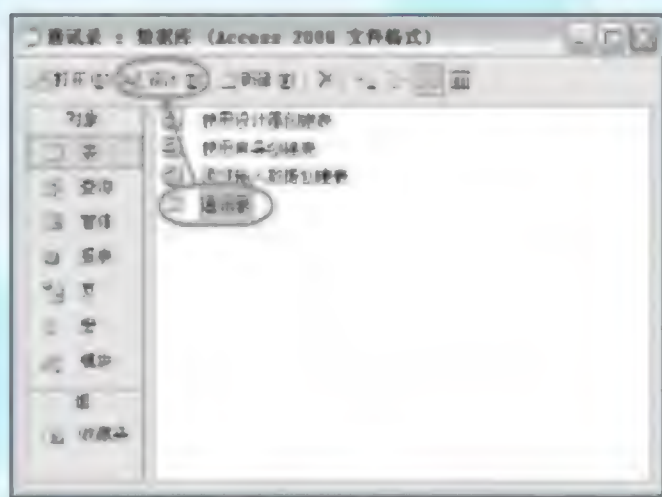 通讯录 : 数据库 (Access 2000 文件格式)
打开(O) 设计(D) 新建(N)
对象
表
查询
窗体
报表
页
宏
模块
组
收藏夹
使用设计器创建表
使用向导创建表
通过输入数据创建表
通讯录